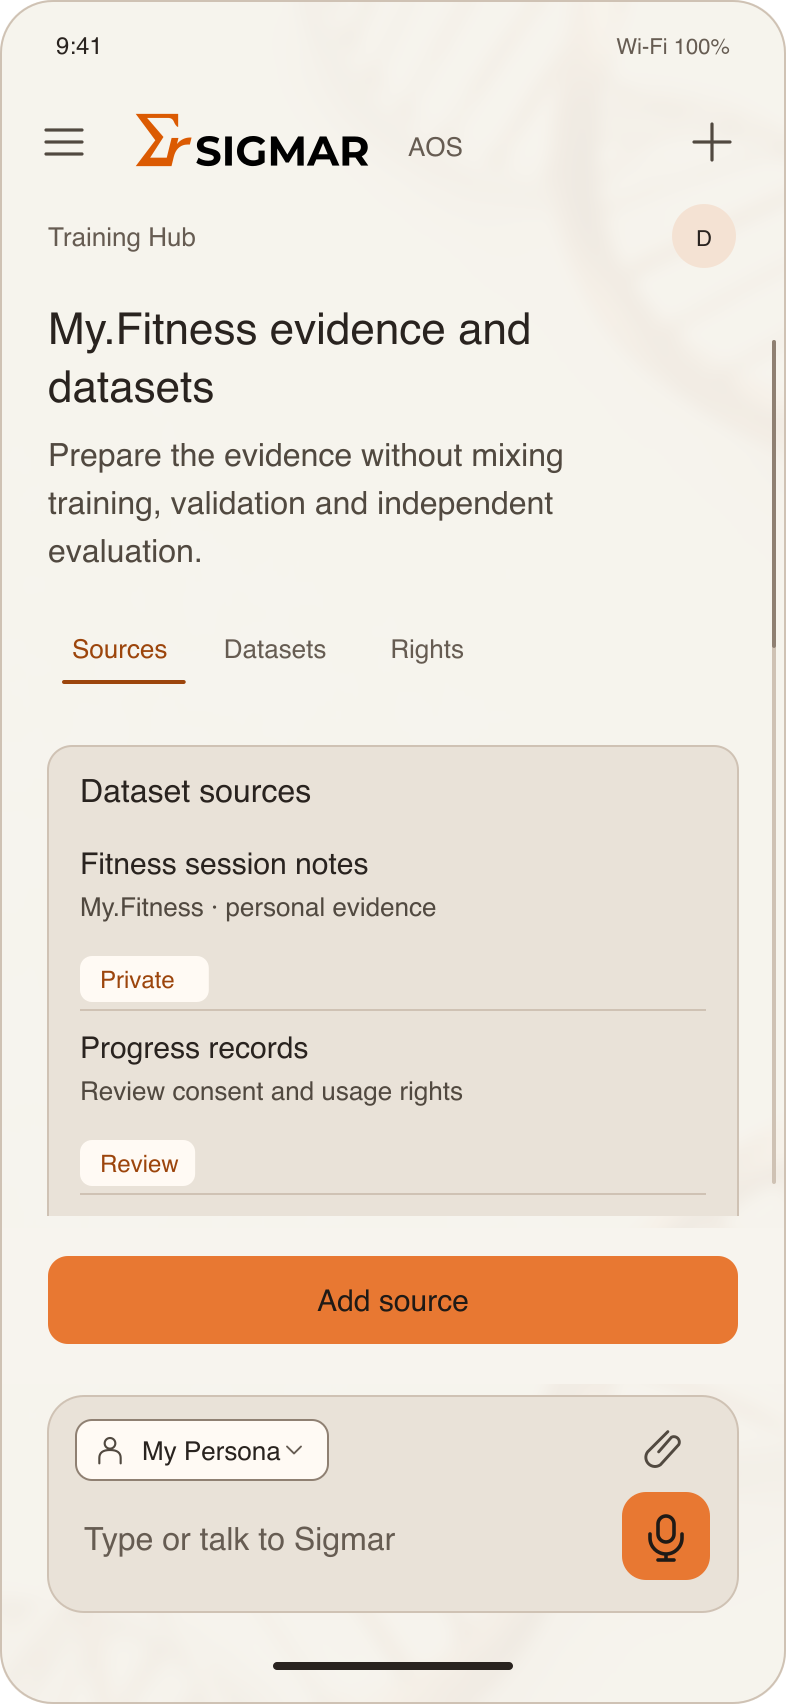 9:41
Wi-Fi 100%
Σr SIGMAR
AOS
Training Hub
D
My.Fitness evidence and
datasets
Prepare the evidence without mixing
training, validation and independent
evaluation.
Sources
Datasets
Rights
Dataset sources
Fitness session notes
My.Fitness · personal evidence
Private
Progress records
Review consent and usage rights
Review
Add source
My Persona
Type or talk to Sigmar